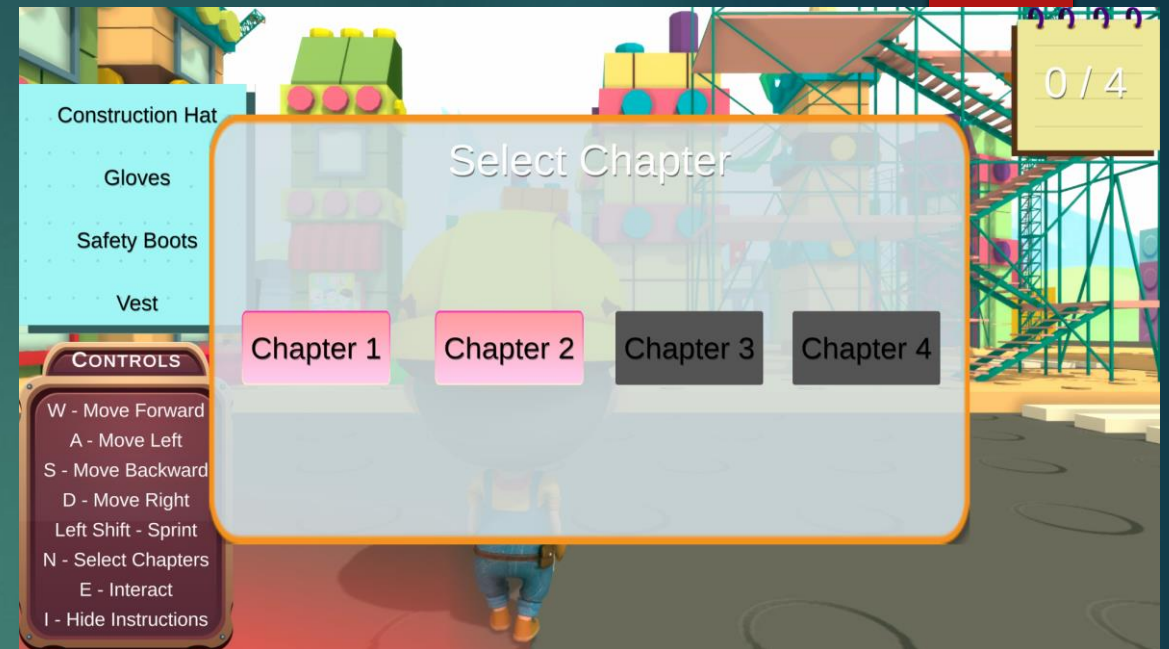 Construction Hat
Gloves
Safety Boots
Vest
0 / 4
Select Chapter
Chapter 1
Chapter 2
Chapter 3
Chapter 4
CONTROLS
W - Move Forward
A - Move Left
S - Move Backward
D - Move Right
Left Shift - Sprint
N - Select Chapters
E - Interact
I - Hide Instructions